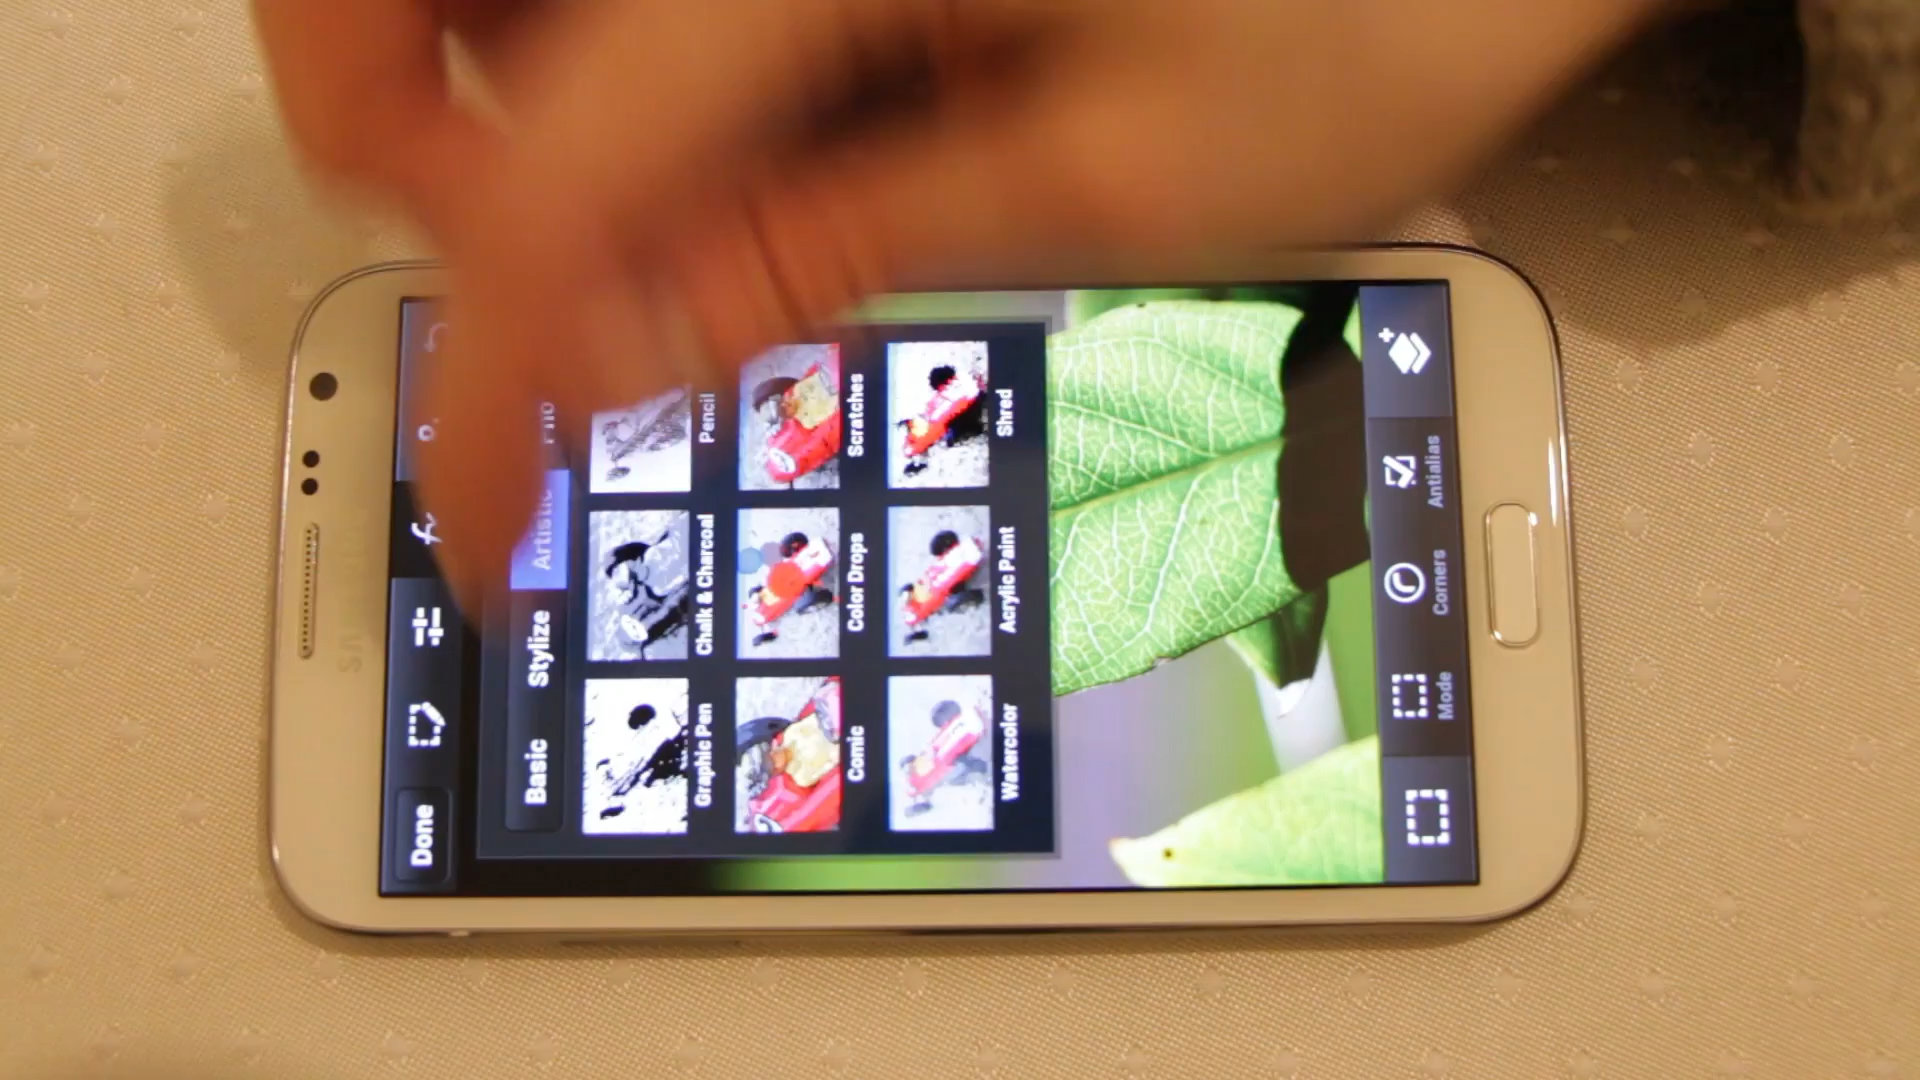 SAMSUNG
Done
Basic Stylize Artistic
Graphic Pen Chalk & Charcoal Pencil
Comic Color Drops Scratches
Watercolor Acrylic Paint Shred
Mode Corners Antialias